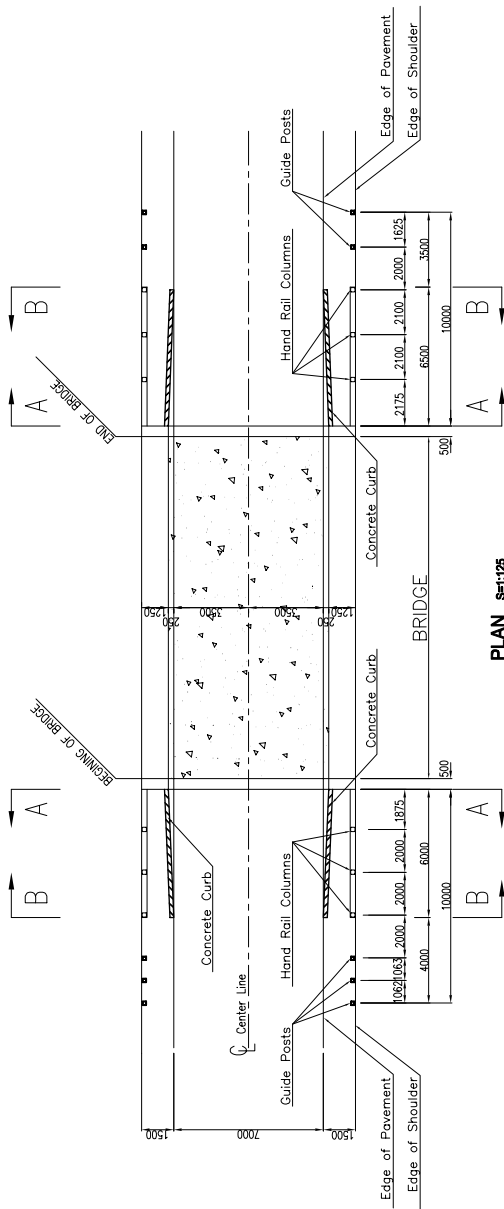 B
A
BEGINING OF BRIDGE
END OF BRIDGE
A
B
Concrete Curb
Center Line
1500
7000
1500
1250
250
3500
3500
250
1250
Guide Posts
Hand Rail Columns
Concrete Curb
Concrete Curb
Hand Rail Columns
Guide Posts
Edge of Pavement
Edge of Shoulder
Edge of Pavement
Edge of Shoulder
1062
1063
2000
2000
2000
1875
4000
6000
10000
500
BRIDGE
500
2175
2100
2100
2000
1625
6500
3500
10000
B
A
A
B
PLAN S=1:125